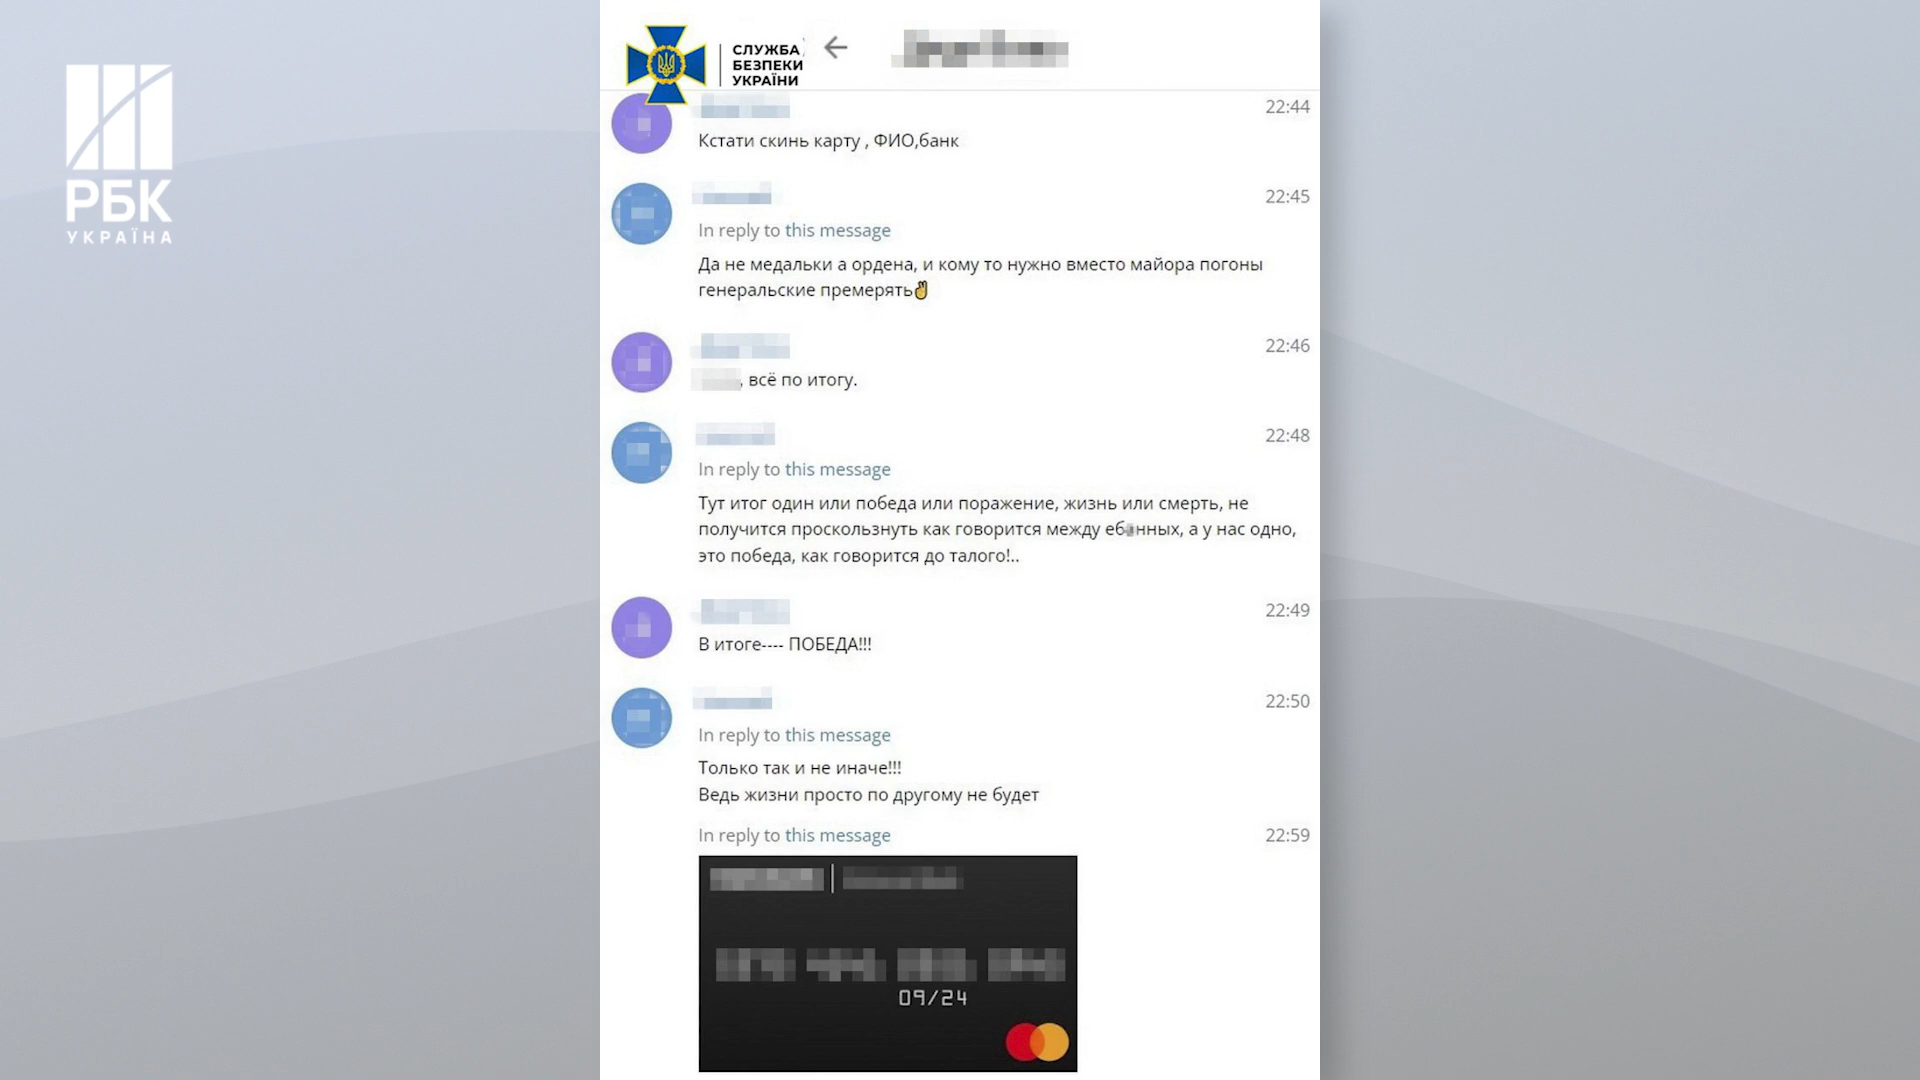 РБК
УКРАЇНА
СЛУЖБА
БЕЗПЕКИ
УКРАЇНИ
22:44
Кстати скинь карту , ФИО,банк
22:45
In reply to this message
Да не медальки а ордена, и кому то нужно вместо майора погоны
генеральские премерять✌
22:46
, всё по итогу.
22:48
In reply to this message
Тут итог один или победа или поражение, жизнь или смерть, не
получится проскользнуть как говорится между еб нных, а у нас одно,
это победа, как говорится до талого!..
22:49
В итоге---- ПОБЕДА!!!
22:50
In reply to this message
Только так и не иначе!!!
Ведь жизни просто по другому не будет
In reply to this message 22:59
09/24